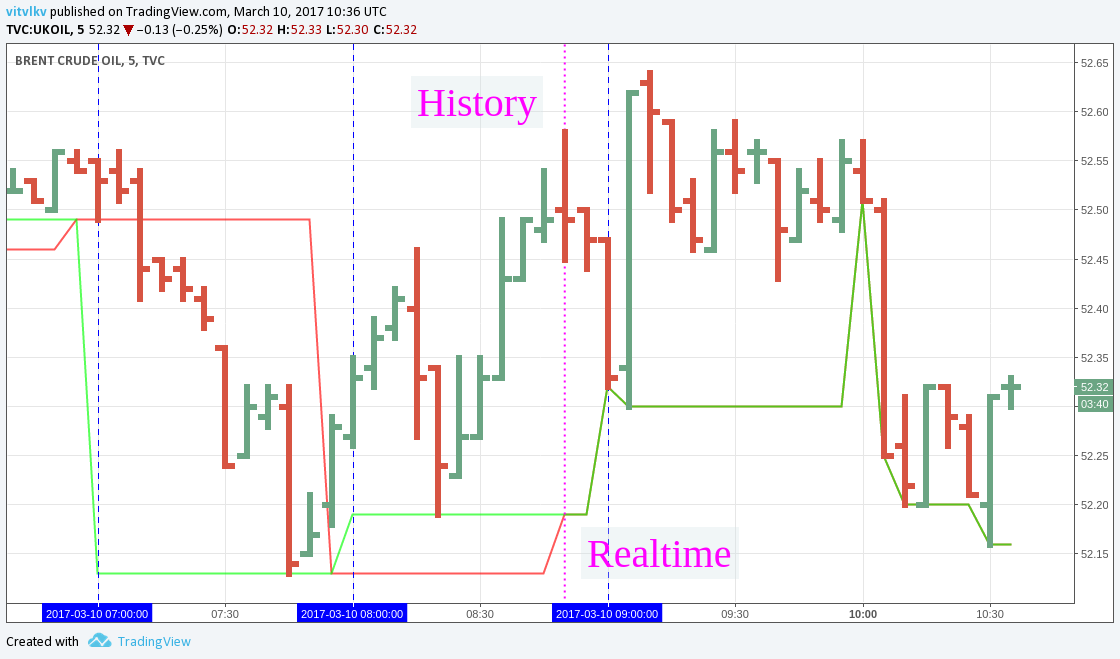 vitvlkv published on TradingView.com, March 10, 2017 10:36 UTC
TVC:UKOIL, 5 52.32 ▼ −0.13 (−0.25%) O:52.32 H:52.33 L:52.30 C:52.32
BRENT CRUDE OIL, 5, TVC
History
Realtime
52.65
52.60
52.55
52.50
52.45
52.40
52.35
52.32
03:40
52.25
52.20
52.15
2017-03-10 07:00:00 07:30 2017-03-10 08:00:00 08:30 2017-03-10 09:00:00 09:30 10:00 10:30
Created with TradingView